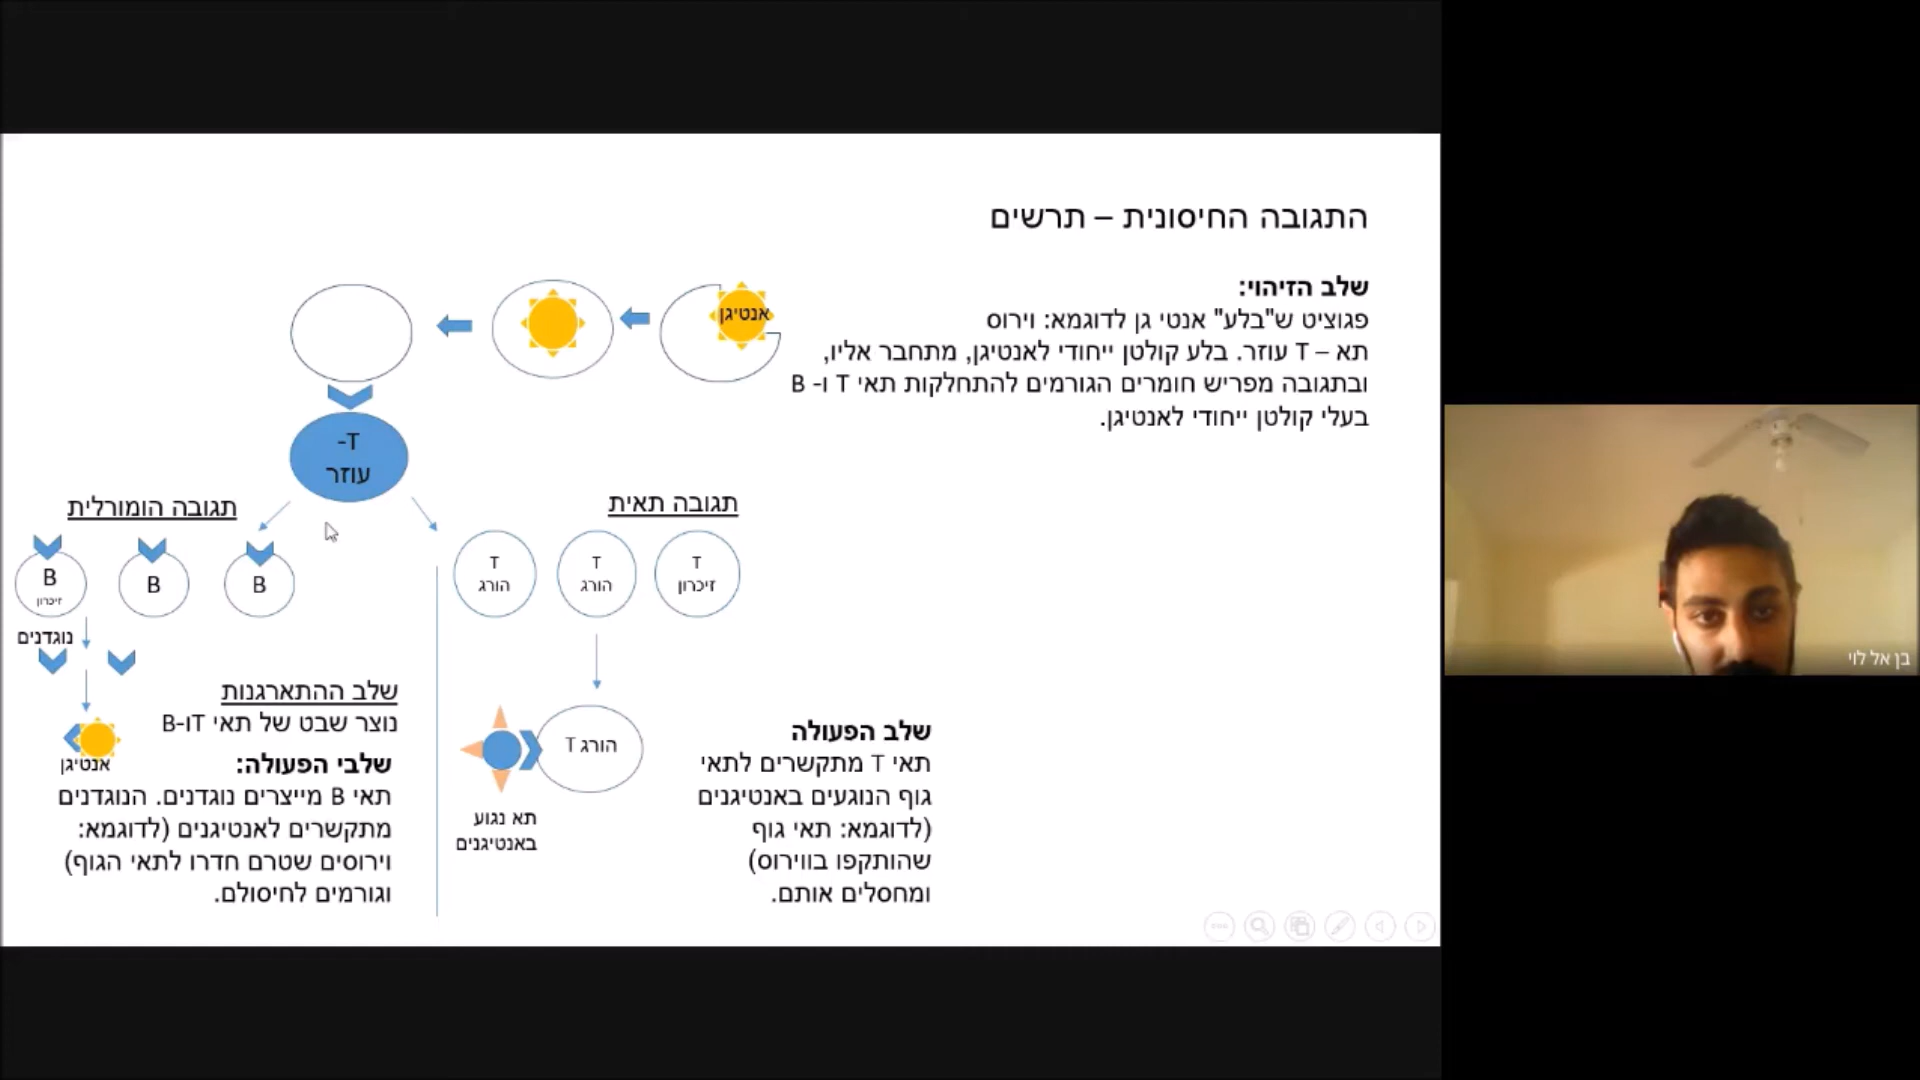 התגובה החיסונית – תרשים
שלב הזיהוי:
פגוציט ש"בלע" אנטי גן לדוגמא: וירוס
תא – T עוזר. בלע קולטן ייחודי לאנטיגן, מתחבר אליו,
ובתגובה מפריש חומרים הגורמים להתחלקות תאי T ו- B
בעלי קולטן ייחודי לאנטיגן.
אנטיגן
T-
עוזר
תגובה תאית
T
זיכרון
T
הורג
T
הורג
הורג T
תא נגוע
באנטיגנים
שלב הפעולה
תאי T מתקשרים לתאי
גוף הנוגעים באנטיגנים
(לדוגמא: תאי גוף
שהותקפו בווירוס)
ומחסלים אותם.
תגובה הומורלית
B
B
B
זיכרון
נוגדנים
אנטיגן
שלב ההתארגנות
נוצר שבט של תאי Tו-B
שלבי הפעולה:
תאי B מייצרים נוגדנים. הנוגדנים
מתקשרים לאנטיגנים (לדוגמא:
וירוסים שטרם חדרו לתאי הגוף)
וגורמים לחיסולם.
בן אל לוי